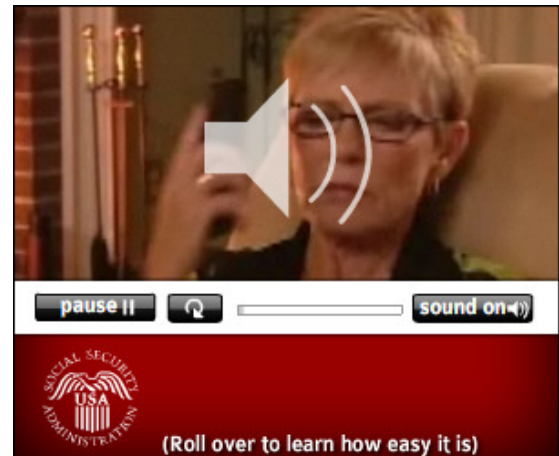 pause
sound on
SOCIAL SECURITY
USA
ADMINISTRATION
(Roll over to learn how easy it is)